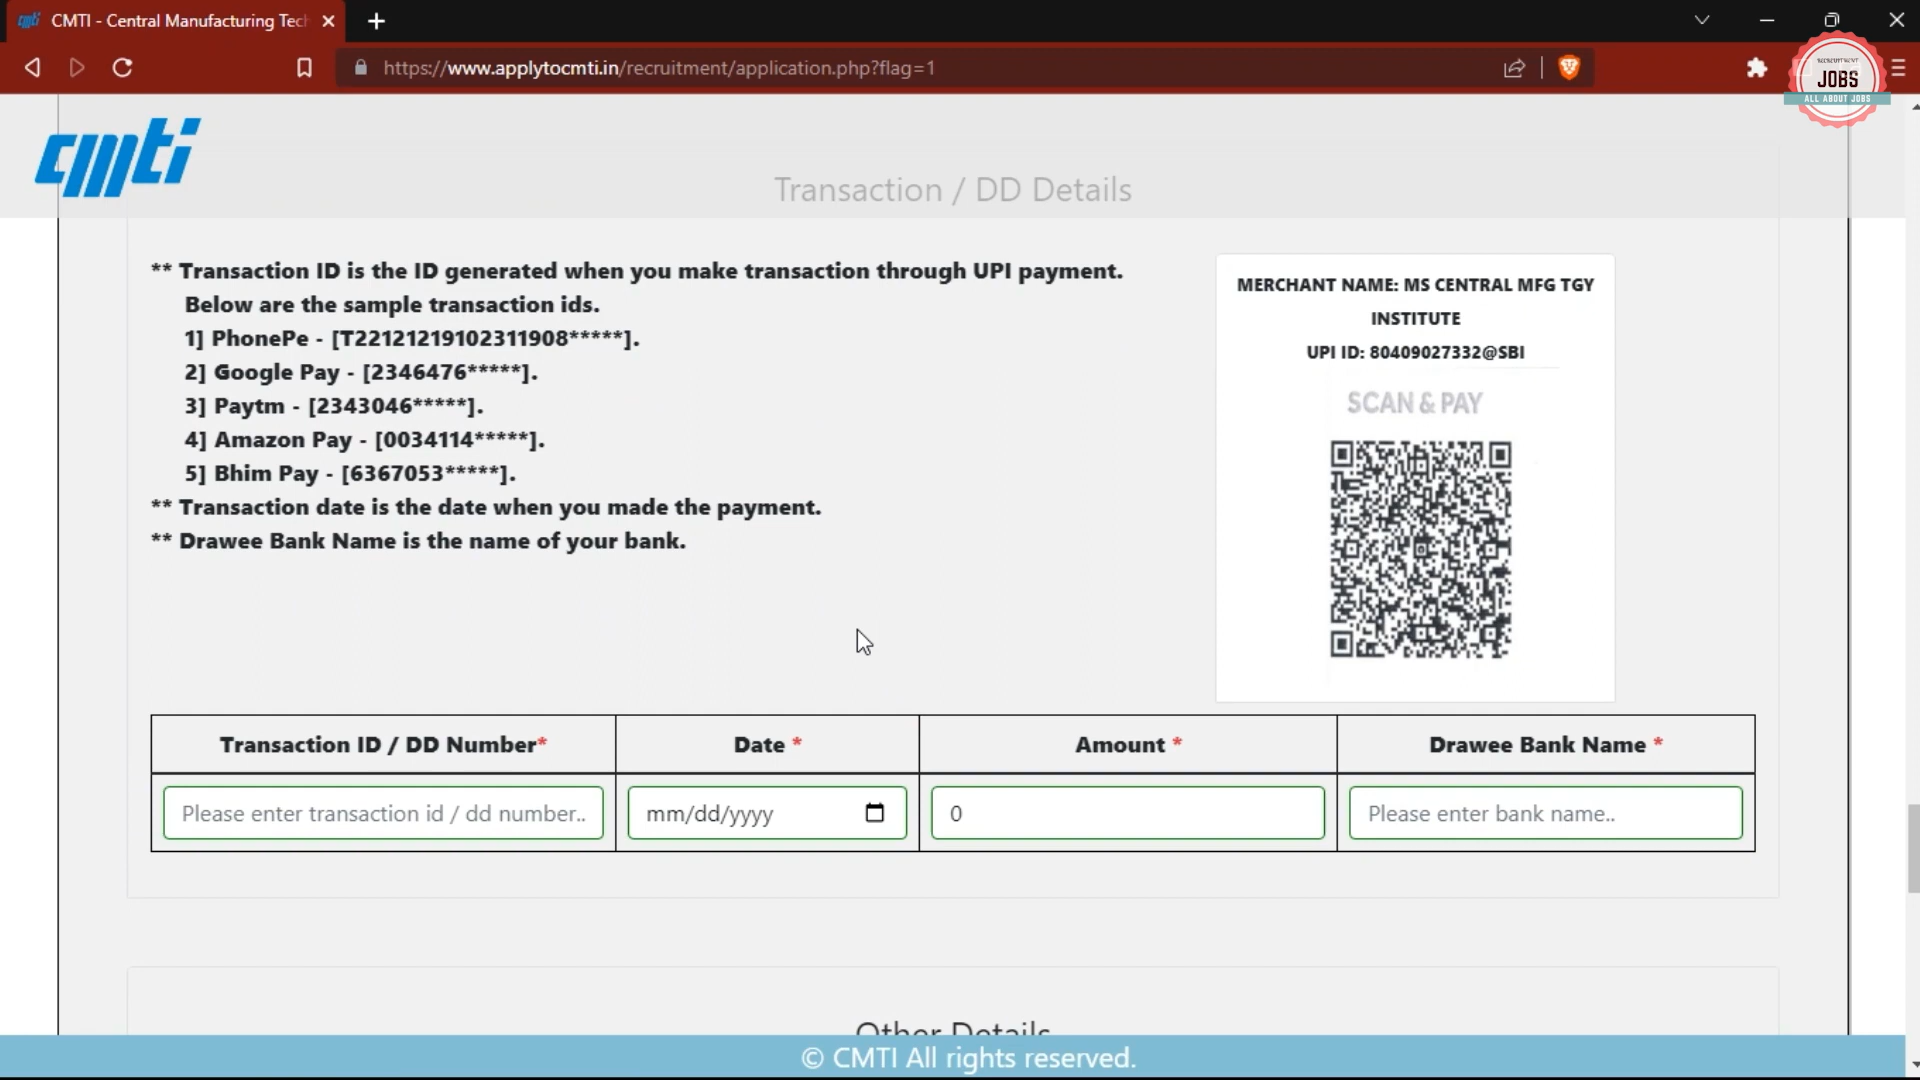 CMTI - Central Manufacturing Tech
https://www.applytocmti.in/recruitment/application.php?flag=1
RECRUITMENT
JOBS
ALL ABOUT JOBS
cmti
Transaction / DD Details
** Transaction ID is the ID generated when you make transaction through UPI payment.
Below are the sample transaction ids.
1] PhonePe - [T22121219102311908*****].
2] Google Pay - [2346476*****].
3] Paytm - [2343046*****].
4] Amazon Pay - [0034114*****].
5] Bhim Pay - [6367053*****].
** Transaction date is the date when you made the payment.
** Drawee Bank Name is the name of your bank.
MERCHANT NAME: MS CENTRAL MFG TGY
INSTITUTE
UPI ID: 80409027332@SBI
SCAN & PAY
Transaction ID / DD Number* Date * Amount * Drawee Bank Name *
Please enter transaction id / dd number.. mm/dd/yyyy 0 Please enter bank name..
Other Details
© CMTI All rights reserved.